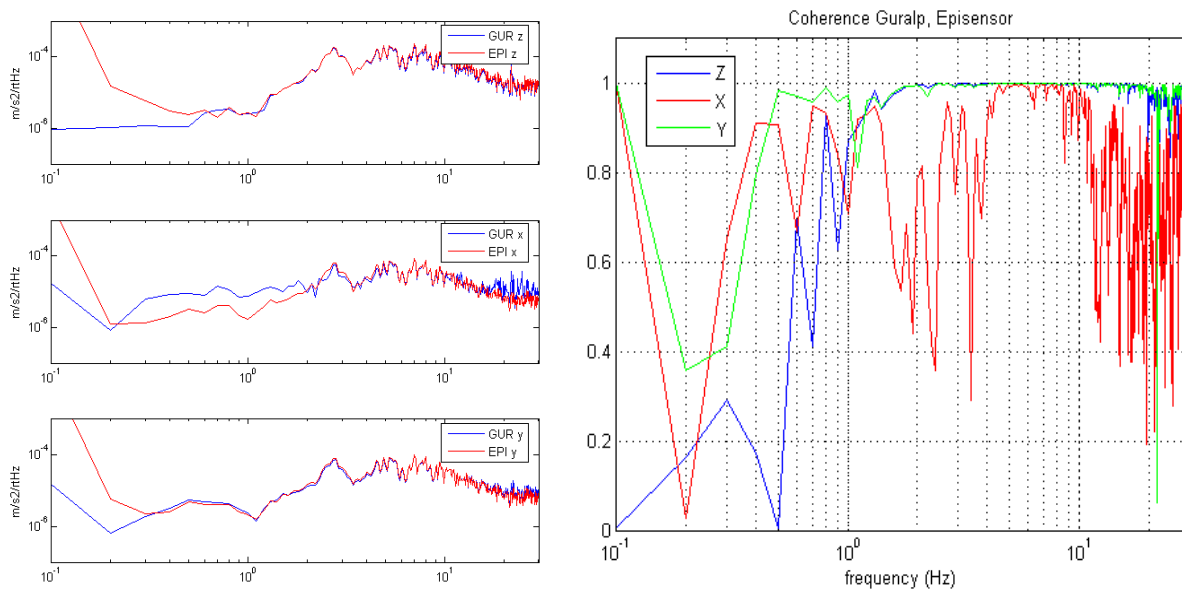 10^-4
10^-6
m/s2/rtHz
GUR z
EPI z
10^-1
10^0
10^1
10^-4
10^-6
m/s2/rtHz
GUR x
EPI x
10^-1
10^0
10^1
10^-4
10^-6
m/s2/rtHz
GUR y
EPI y
10^-1
10^0
10^1
Coherence Guralp, Episensor
Z
X
Y
1
0.8
0.6
0.4
0.2
0
10^-1
10^0
10^1
frequency (Hz)